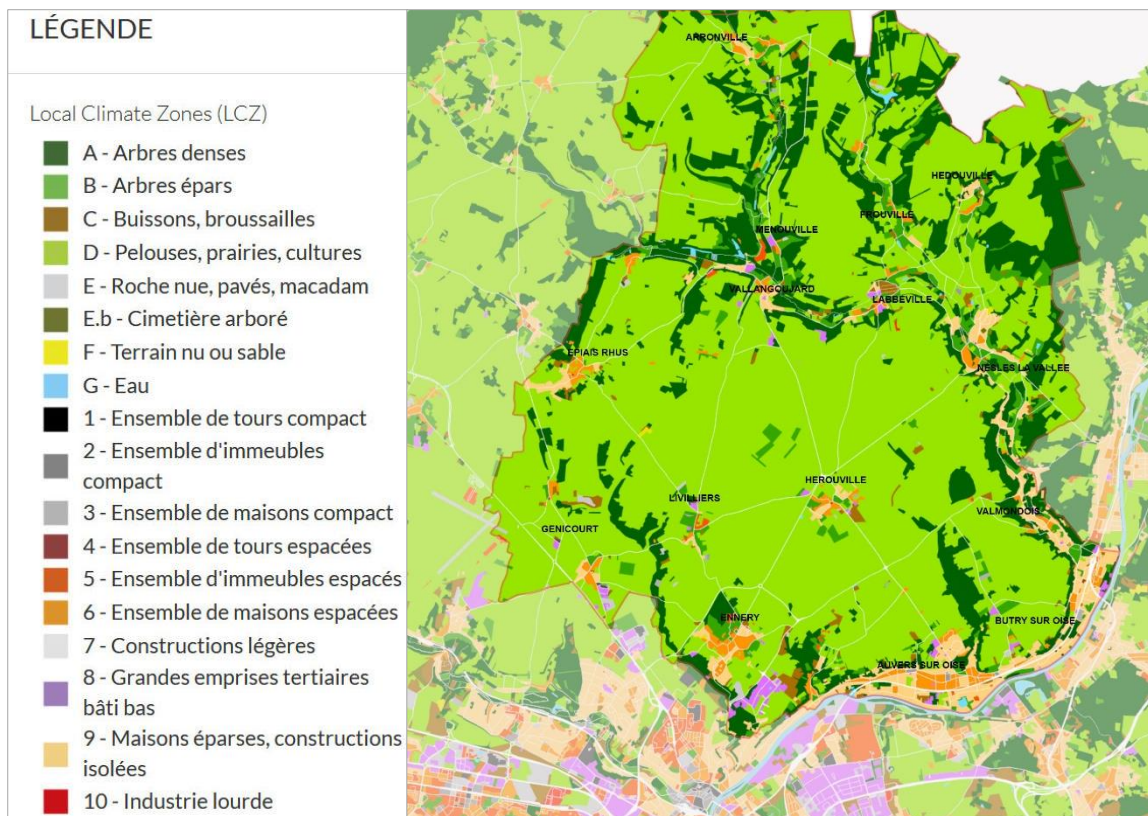 LÉGENDE
Local Climate Zones (LCZ)
A - Arbres denses
B - Arbres épars
C - Buissons, broussailles
D - Pelouses, prairies, cultures
E - Roche nue, pavés, macadam
E.b - Cimetière arboré
F - Terrain nu ou sable
G - Eau
1 - Ensemble de tours compact
2 - Ensemble d'immeubles
compact
3 - Ensemble de maisons compact
4 - Ensemble de tours espacées
5 - Ensemble d'immeubles espacés
6 - Ensemble de maisons espacées
7 - Constructions légères
8 - Grandes emprises tertiaires
bâti bas
9 - Maisons éparses, constructions
isolées
10 - Industrie lourde
ARRONVILLE
HEDOUVILLE
FROUVILLE
MENOUVILLE
VALLANGOUJARD
LABBEVILLE
EPIAIS RHUS
NESLES LA VALLEE
HEROUVILLE
LIVILLIERS
VALMONDOIS
GENICOURT
ENNERY
BUTRY SUR OISE
AUVERS SUR OISE